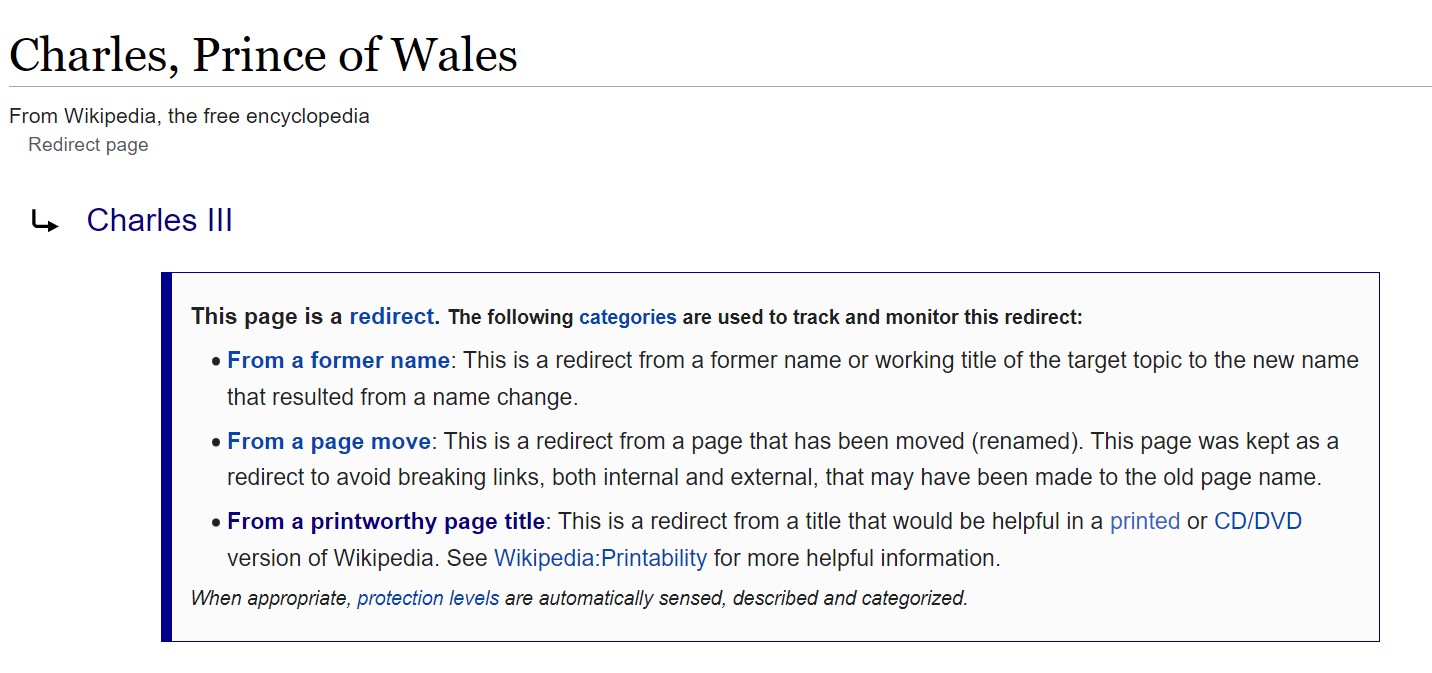 Charles, Prince of Wales
From Wikipedia, the free encyclopedia
Redirect page
Charles III
This page is a redirect. The following categories are used to track and monitor this redirect:
• From a former name: This is a redirect from a former name or working title of the target topic to the new name
that resulted from a name change.
• From a page move: This is a redirect from a page that has been moved (renamed). This page was kept as a
redirect to avoid breaking links, both internal and external, that may have been made to the old page name.
• From a printworthy page title: This is a redirect from a title that would be helpful in a printed or CD/DVD
version of Wikipedia. See Wikipedia:Printability for more helpful information.
When appropriate, protection levels are automatically sensed, described and categorized.